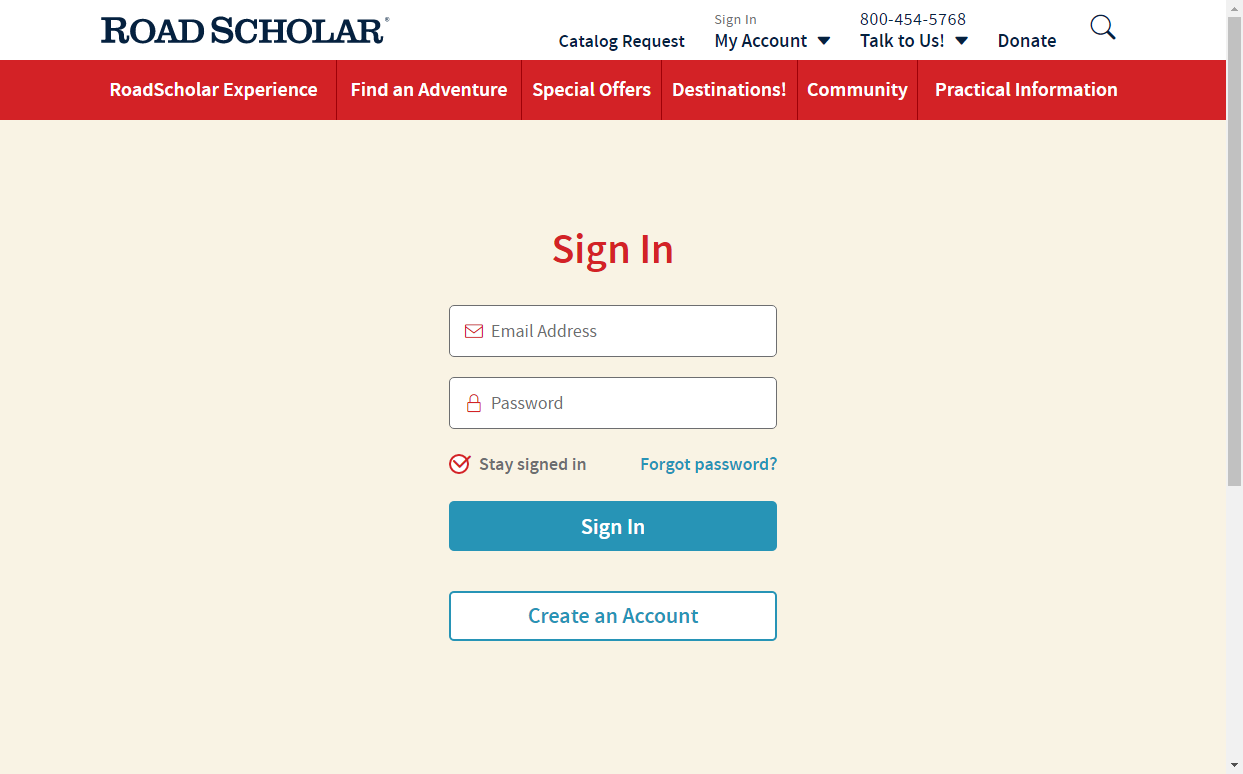 ROAD SCHOLAR®
Sign In
800-454-5768
Catalog Request
My Account
Talk to Us!
Donate
RoadScholar Experience
Find an Adventure
Special Offers
Destinations!
Community
Practical Information
Sign In
Email Address
Password
Stay signed in
Forgot password?
Sign In
Create an Account